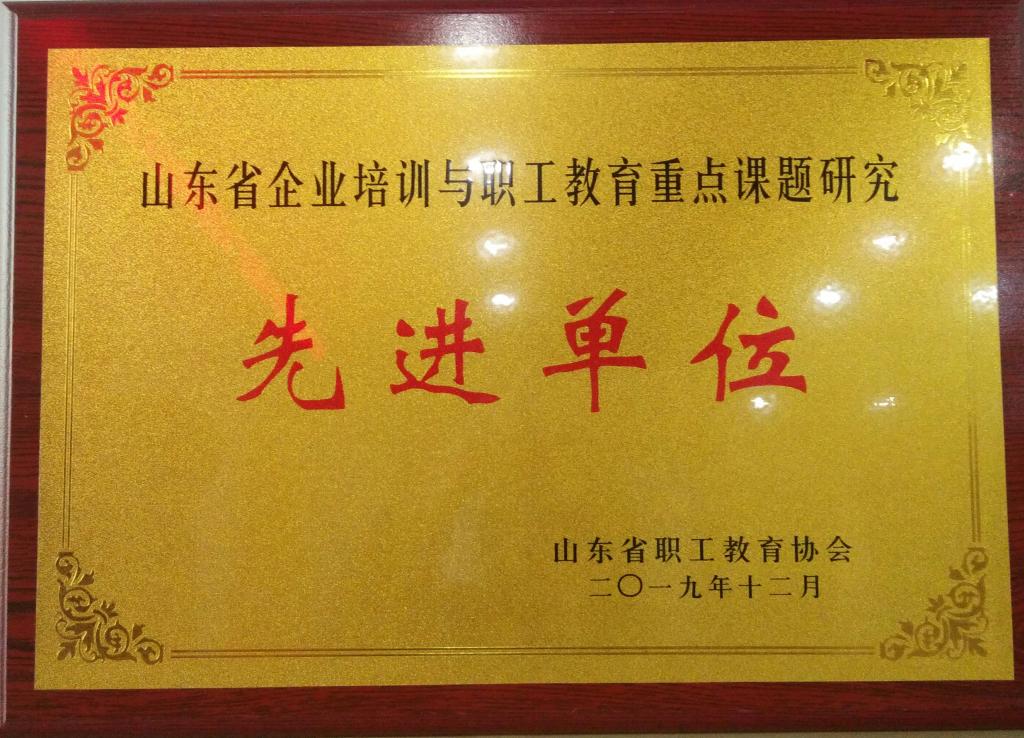 山东省企业培训与职工教育重点课题研究
先进单位
山东省职工教育协会
二〇一九年十二月